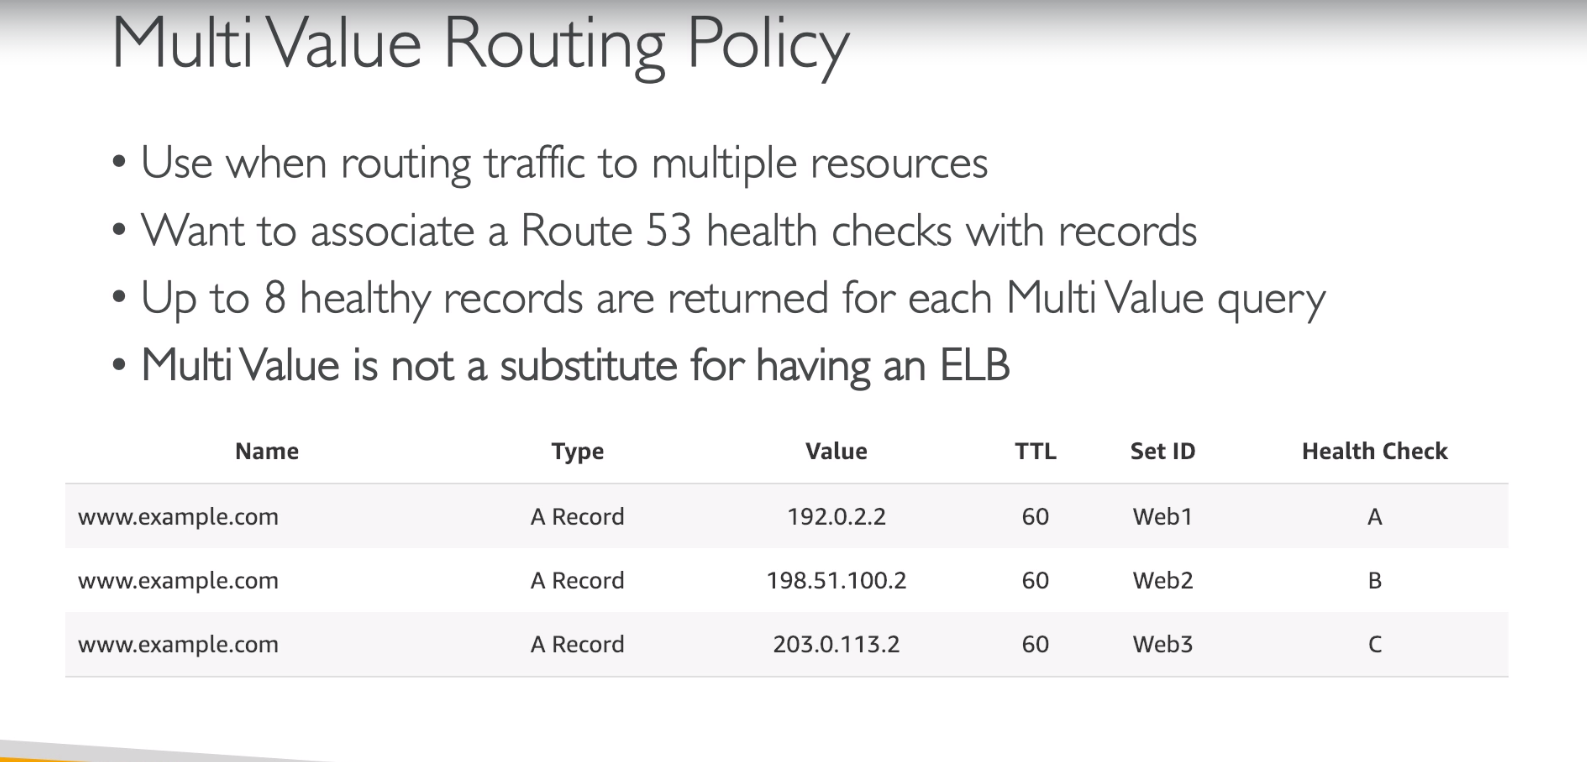 Multi Value Routing Policy
• Use when routing traffic to multiple resources
• Want to associate a Route 53 health checks with records
• Up to 8 healthy records are returned for each Multi Value query
• Multi Value is not a substitute for having an ELB
Name Type Value TTL Set ID Health Check
www.example.com A Record 192.0.2.2 60 Web1 A
www.example.com A Record 198.51.100.2 60 Web2 B
www.example.com A Record 203.0.113.2 60 Web3 C